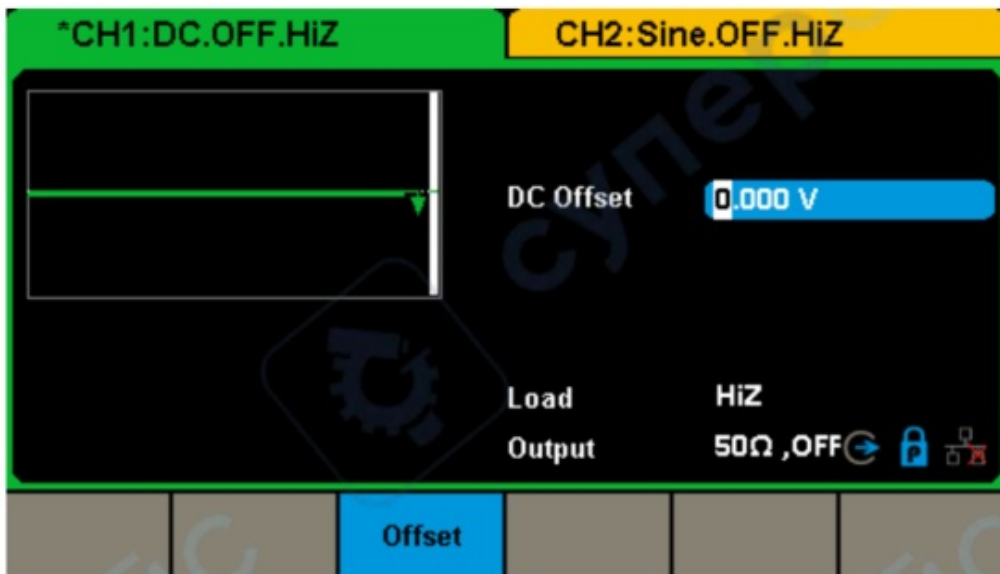 *CH1:DC.OFF.HiZ
CH2:Sine.OFF.HiZ
DC Offset 0.000 V
Load HiZ
Output 50Ω ,OFF
P
Offset